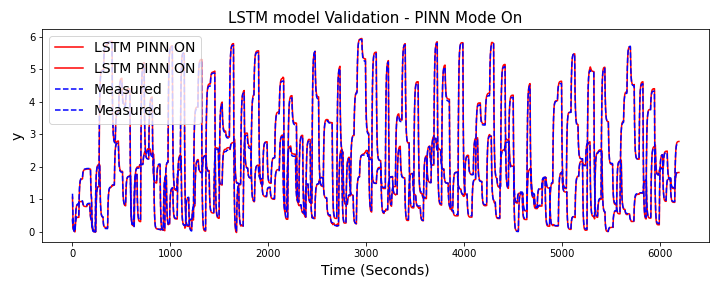 LSTM model Validation - PINN Mode On
LSTM PINN ON
LSTM PINN ON
Measured
Measured
y
6
5
4
3
2
1
0
0 1000 2000 3000 4000 5000 6000
Time (Seconds)